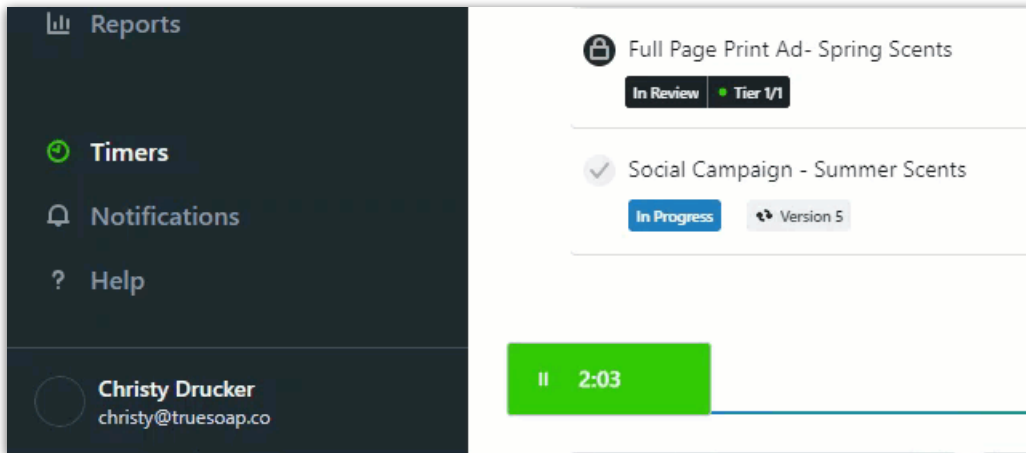 Reports
Timers
Notifications
? Help
Christy Drucker
christy@truesoap.co
Full Page Print Ad- Spring Scents
In Review Tier 1/1
Social Campaign - Summer Scents
In Progress Version 5
2:03